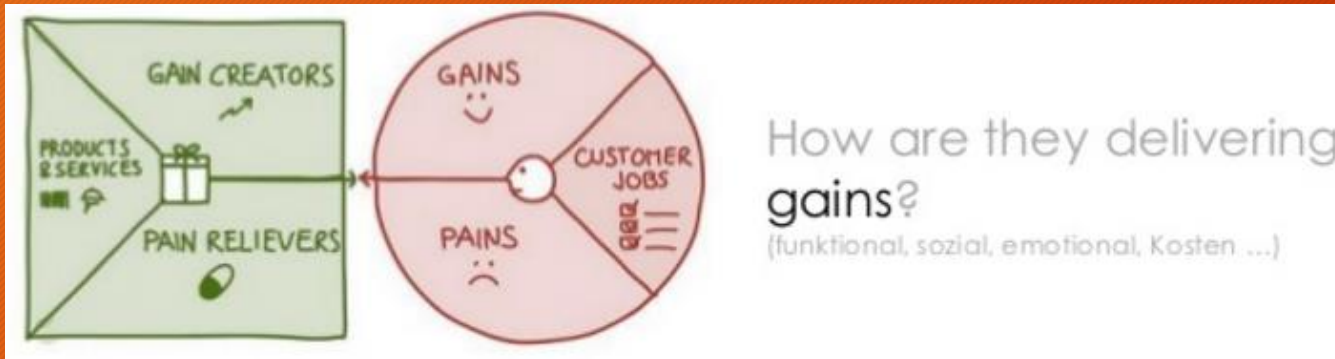 GAIN CREATORS
PRODUCTS
& SERVICES
PAIN RELIEVERS
GAINS
CUSTOMER
JOBS
PAINS
How are they delivering
gains?
(funktional, sozial, emotional, Kosten ...)